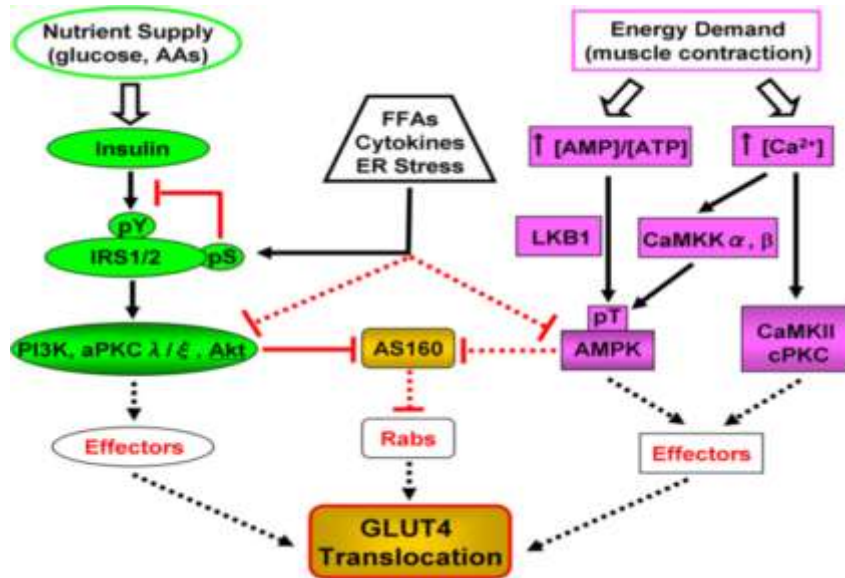 Nutrient Supply
(glucose, AAs)
Energy Demand
(muscle contraction)
FFAs
Cytokines
ER Stress
Insulin
↑ [AMP]/[ATP]
↑ [Ca²⁺]
pY
IRS1/2
pS
LKB1
CaMKK α, β
pT
AMPK
PI3K, aPKC λ/ξ, Akt
AS160
CaMKII
cPKC
Effectors
Rabs
Effectors
GLUT4
Translocation